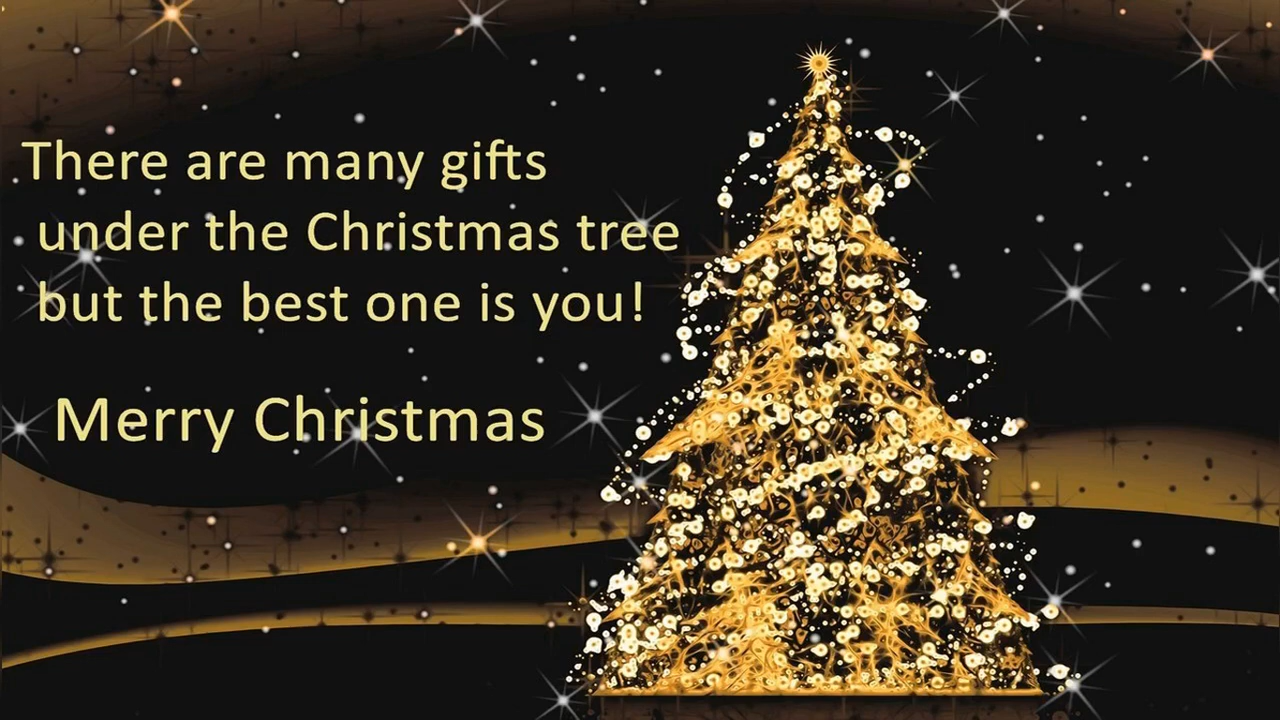 There are many gifts
under the Christmas tree
but the best one is you!
Merry Christmas